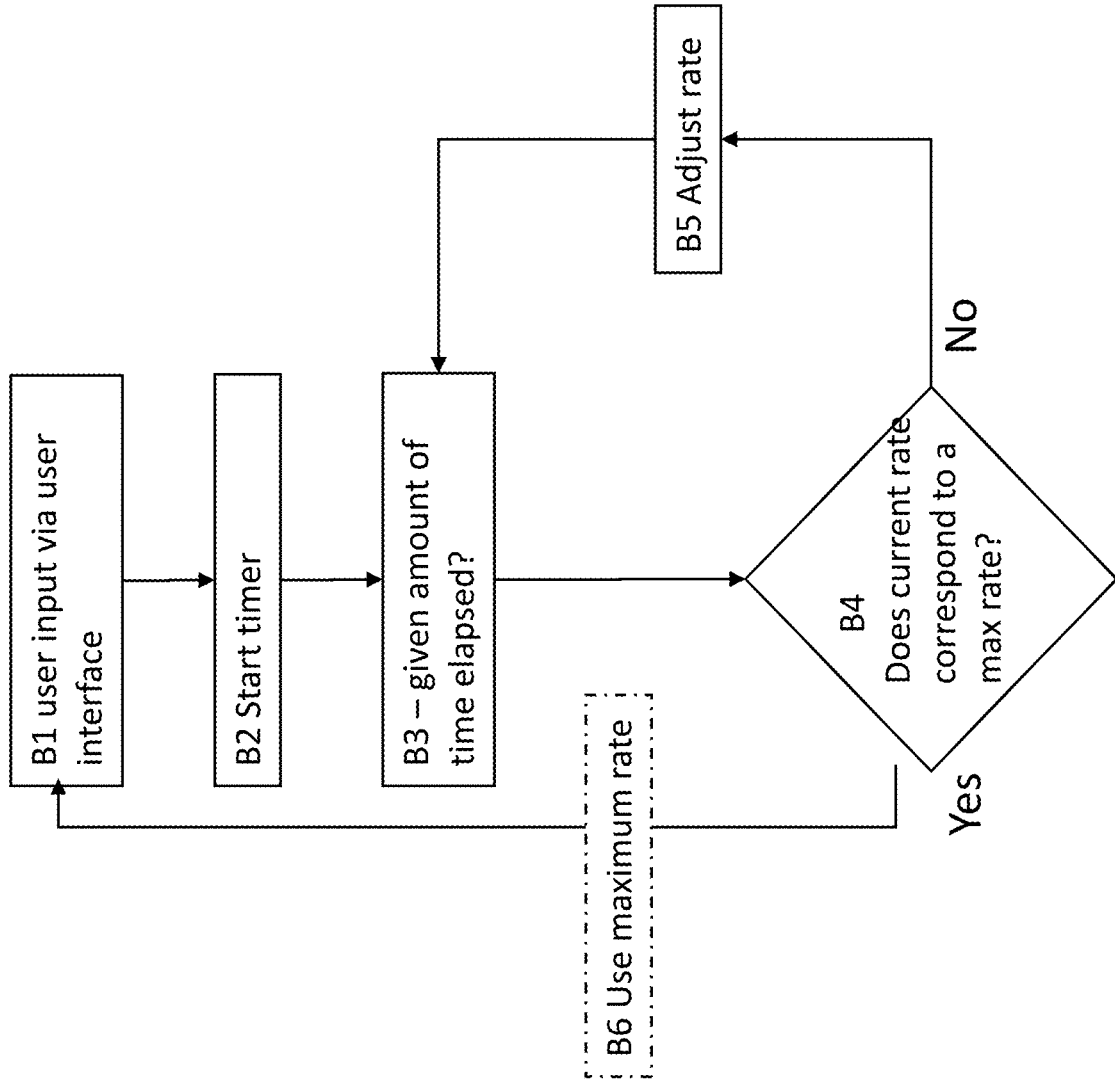 B1 user input via user
interface
B2 Start timer
B3 – given amount of
time elapsed?
B4
Does current rate
correspond to a
max rate?
No
B5 Adjust rate
Yes
B6 Use maximum rate